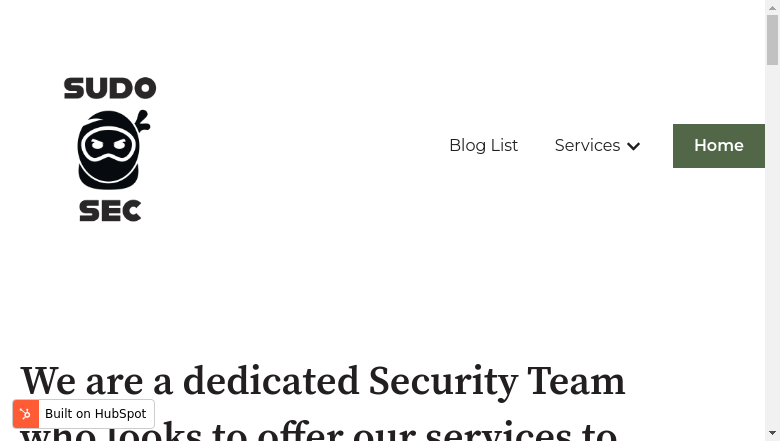 SUDO
SEC
Blog List
Services
Home
We are a dedicated Security Team
who looks to offer our services to
Built on HubSpot